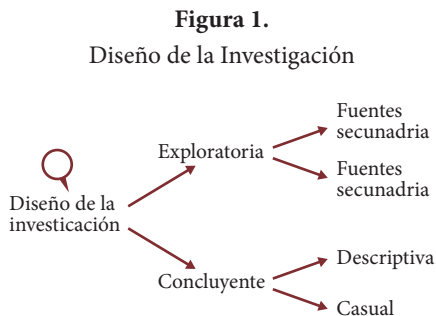 Figura 1.
Diseño de la Investigación
Fuentes
secunadria
Exploratoria
Fuentes
secunadria
Diseño de la
investicación
Descriptiva
Concluyente
Casual